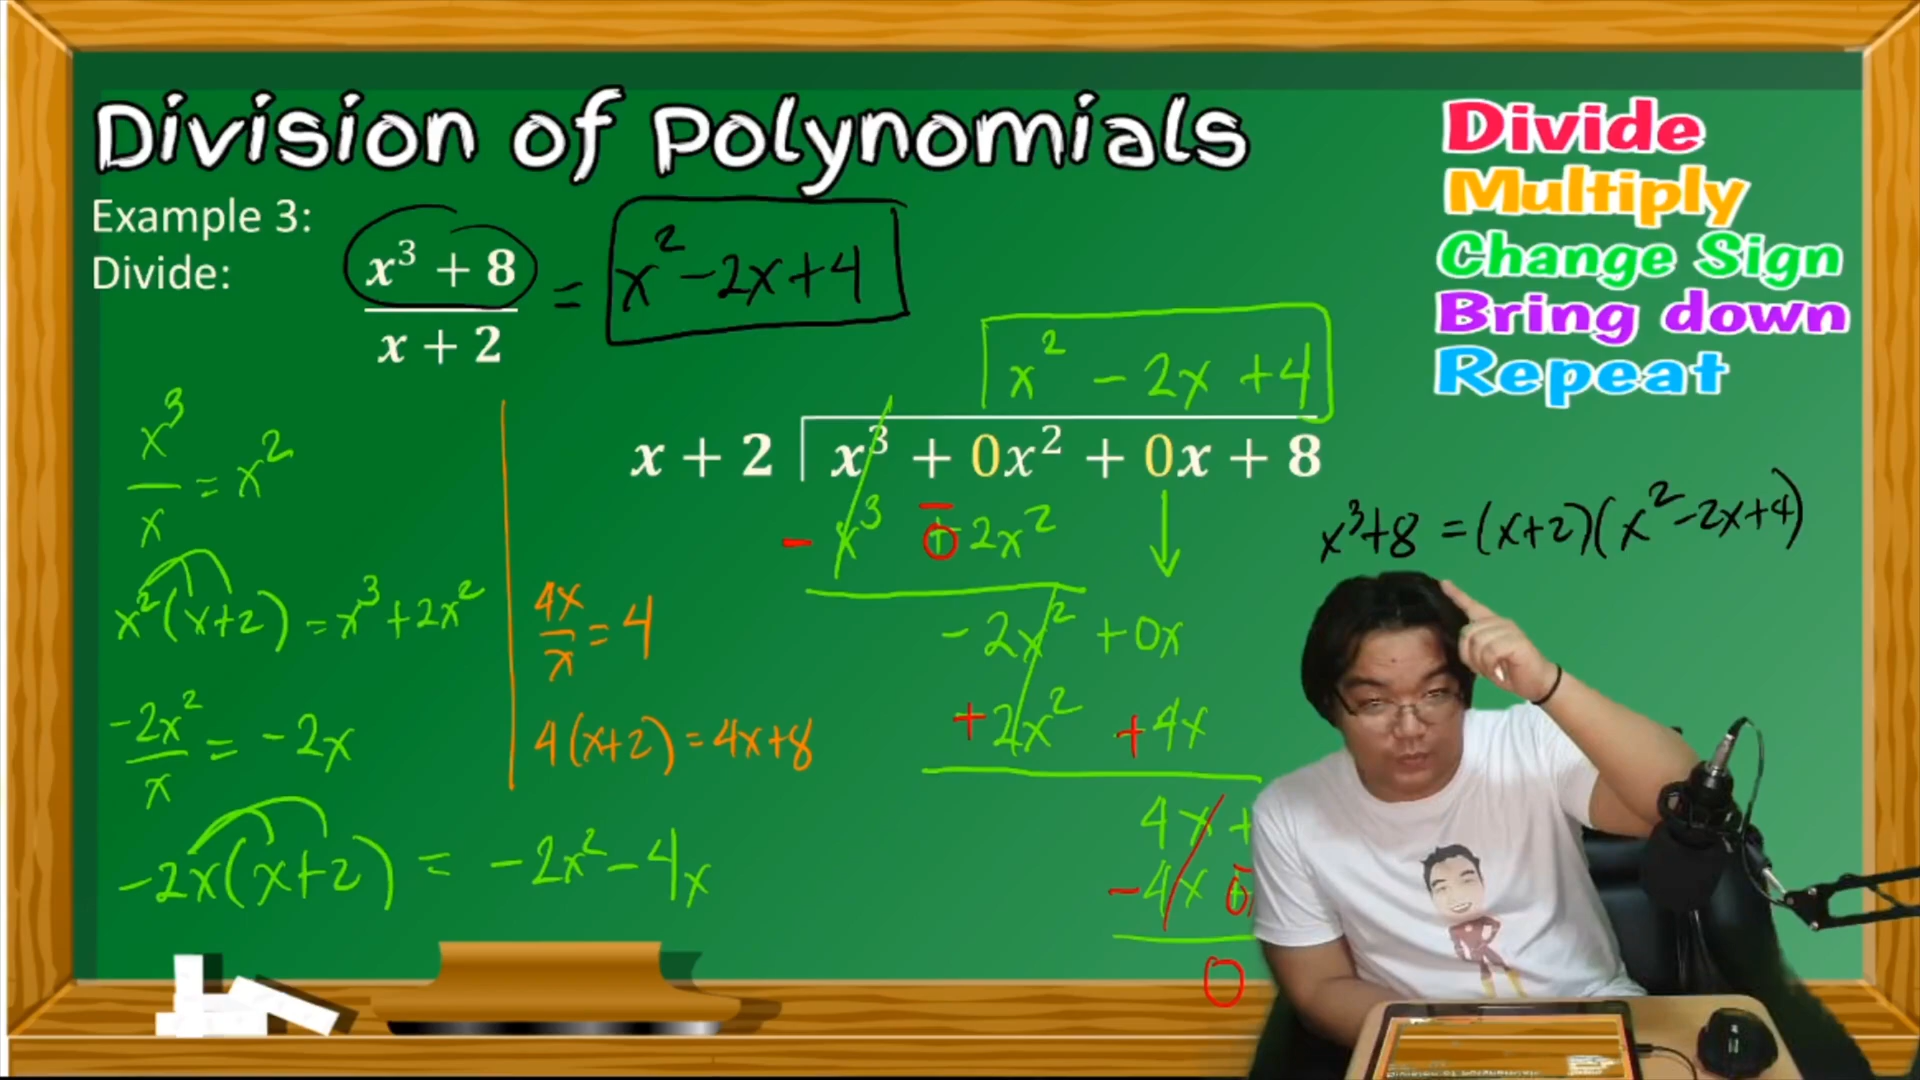 Division of Polynomials
Example 3:
Divide:
x³ + 8
x + 2
= x² - 2x + 4
Divide
Multiply
Change Sign
Bring down
Repeat
x² - 2x + 4
x + 2
x³ + 0x² + 0x + 8
- x³ + 2x²
-
- 2x² + 0x
+ 2x² + 4x
4x +
- 4x
0
x³/x = x²
x²(x+2) = x³ + 2x²
-2x²/x = -2x
-2x(x+2) = -2x² - 4x
4x/x = 4
4(x+2) = 4x+8
x³+8 = (x+2)(x²-2x+4)